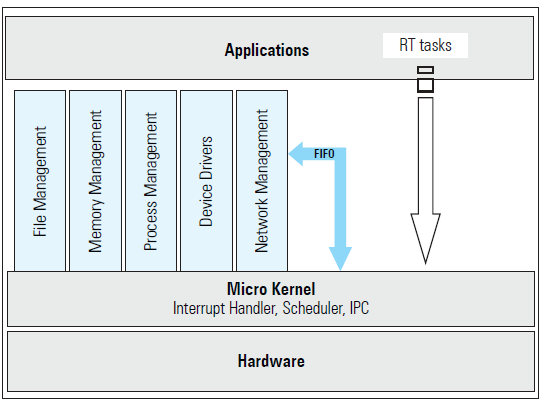 Applications
RT tasks
File Management
Memory Management
Process Management
Device Drivers
Network Management
FIFO
Micro Kernel
Interrupt Handler, Scheduler, IPC
Hardware